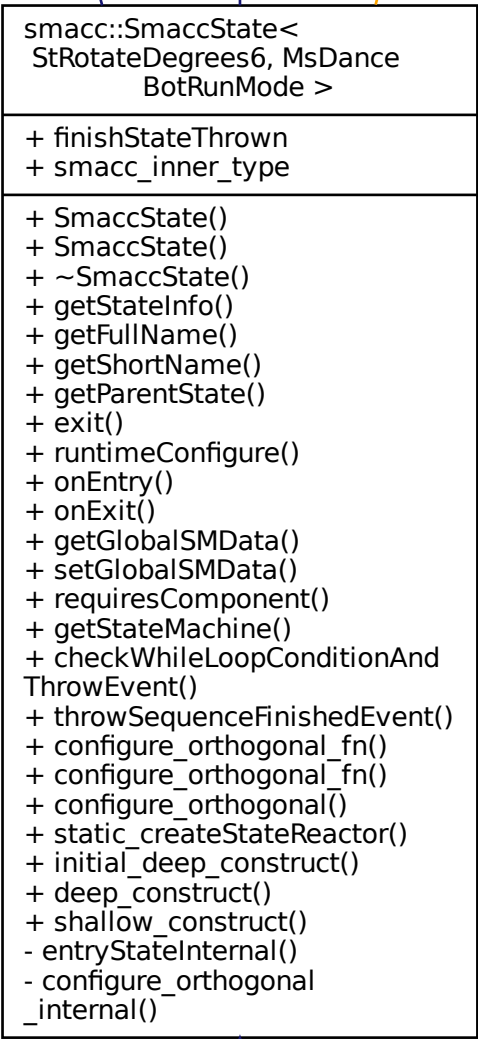 smacc::SmaccState<
StRotateDegrees6, MsDance
BotRunMode >
+ finishStateThrown
+ smacc_inner_type
+ SmaccState()
+ SmaccState()
+ ~SmaccState()
+ getStateInfo()
+ getFullName()
+ getShortName()
+ getParentState()
+ exit()
+ runtimeConfigure()
+ onEntry()
+ onExit()
+ getGlobalSMData()
+ setGlobalSMData()
+ requiresComponent()
+ getStateMachine()
+ checkWhileLoopConditionAnd
ThrowEvent()
+ throwSequenceFinishedEvent()
+ configure_orthogonal_fn()
+ configure_orthogonal_fn()
+ configure_orthogonal()
+ static_createStateReactor()
+ initial_deep_construct()
+ deep_construct()
+ shallow_construct()
- entryStateInternal()
- configure_orthogonal
_internal()